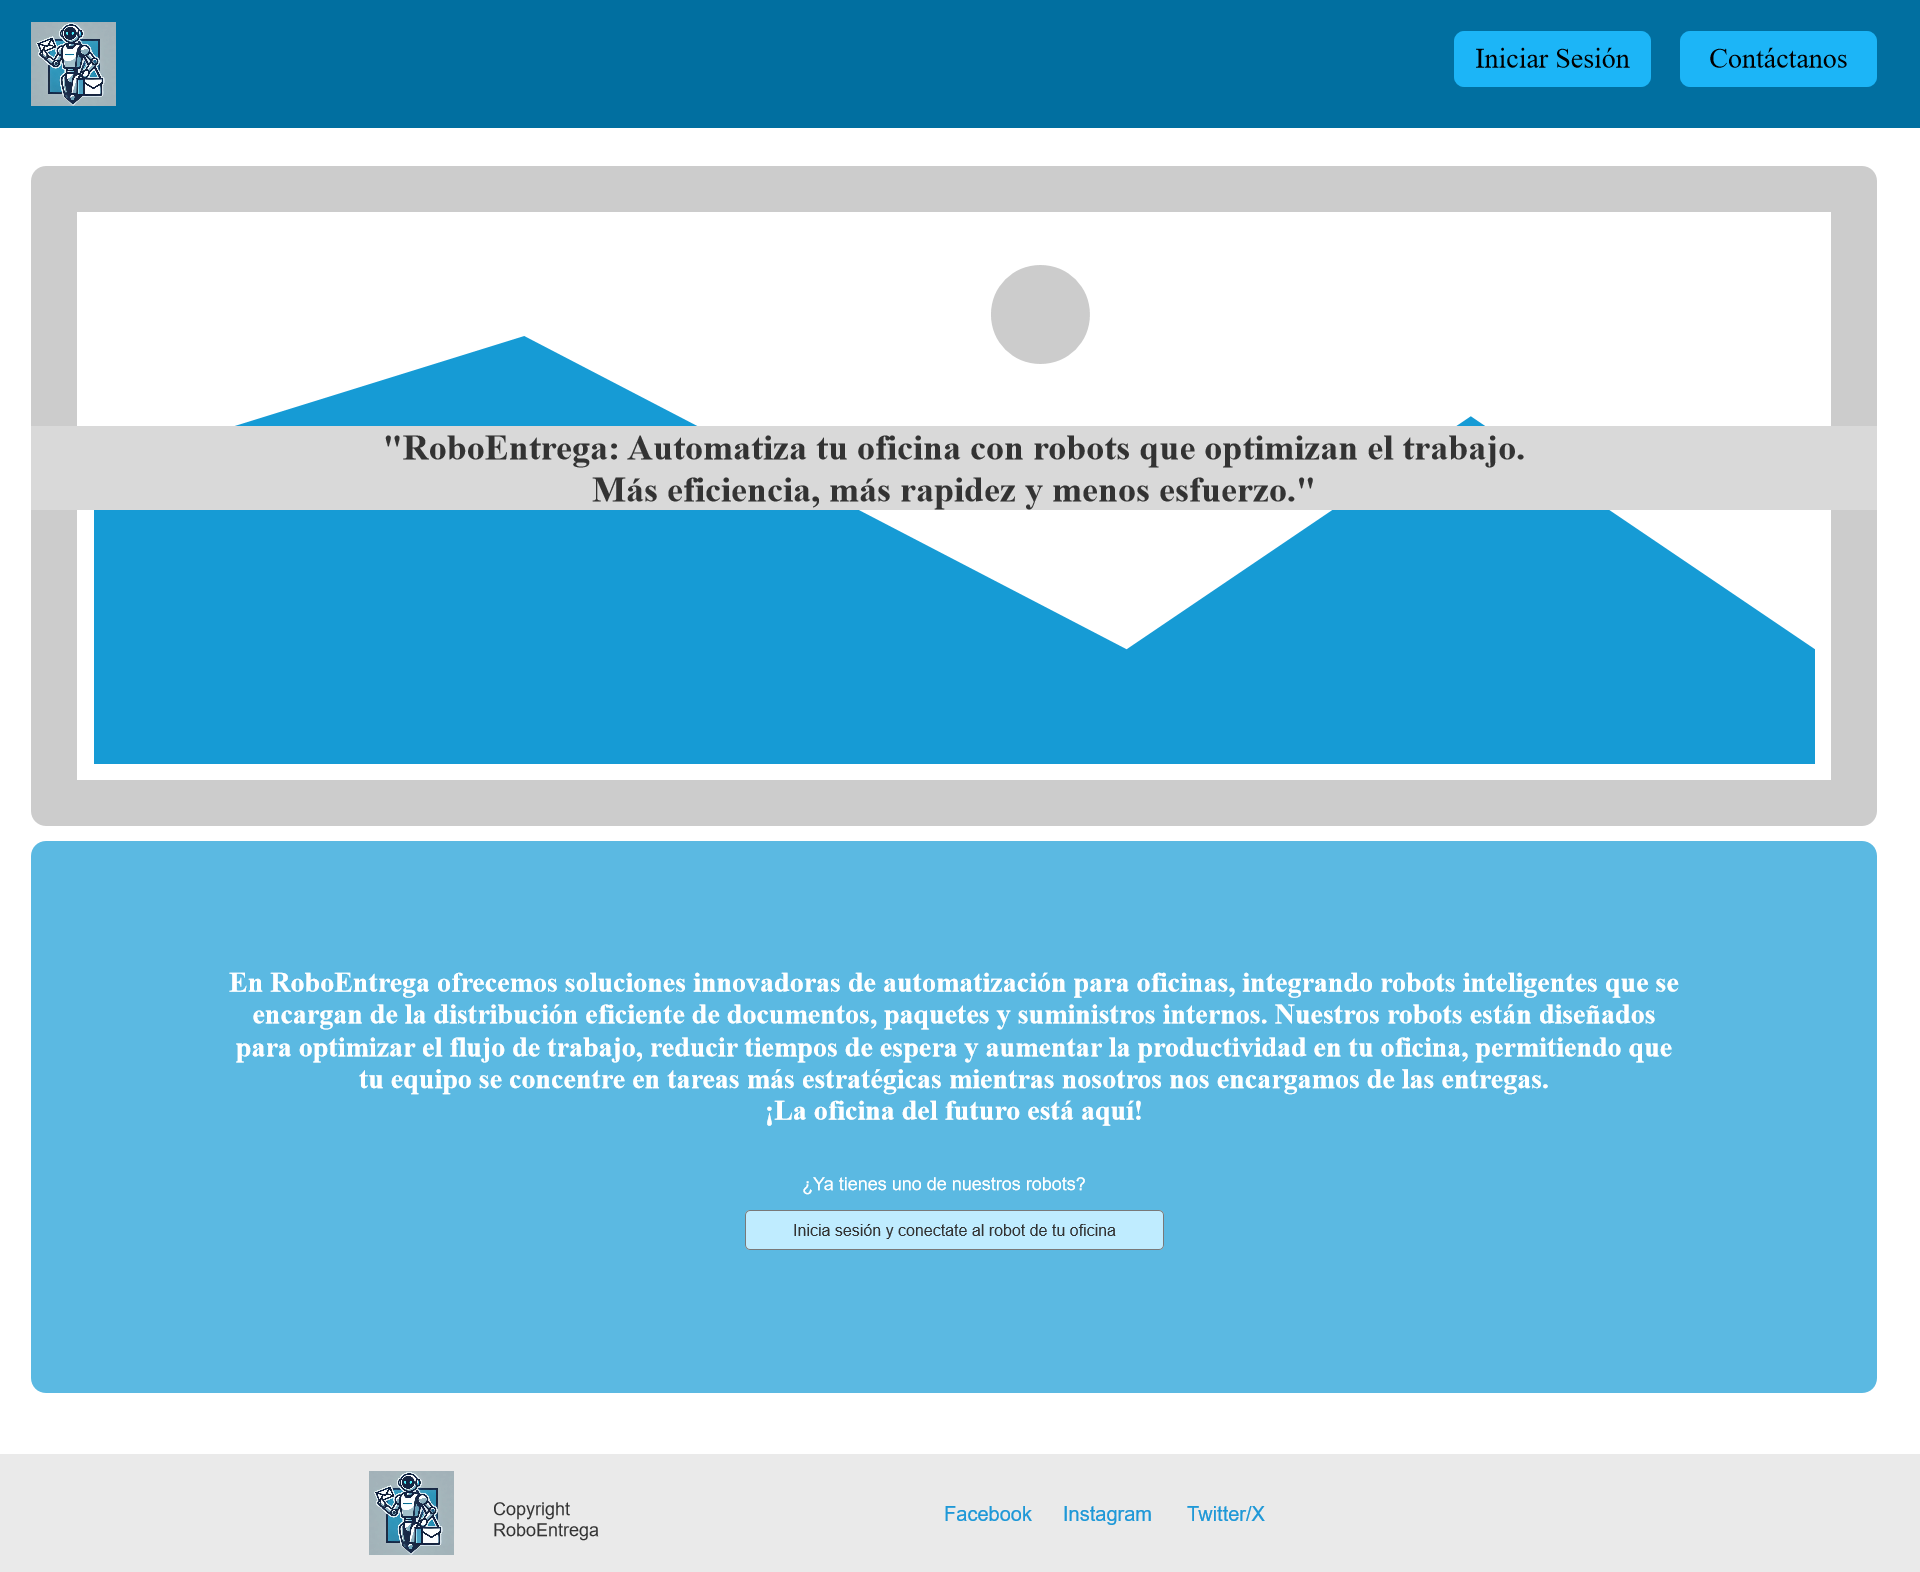 Iniciar Sesión
Contáctanos
"RoboEntrega: Automatiza tu oficina con robots que optimizan el trabajo.
Más eficiencia, más rapidez y menos esfuerzo."
En RoboEntrega ofrecemos soluciones innovadoras de automatización para oficinas, integrando robots inteligentes que se
encargan de la distribución eficiente de documentos, paquetes y suministros internos. Nuestros robots están diseñados
para optimizar el flujo de trabajo, reducir tiempos de espera y aumentar la productividad en tu oficina, permitiendo que
tu equipo se concentre en tareas más estratégicas mientras nosotros nos encargamos de las entregas.
¡La oficina del futuro está aquí!
¿Ya tienes uno de nuestros robots?
Inicia sesión y conectate al robot de tu oficina
Copyright
RoboEntrega
Facebook
Instagram
Twitter/X